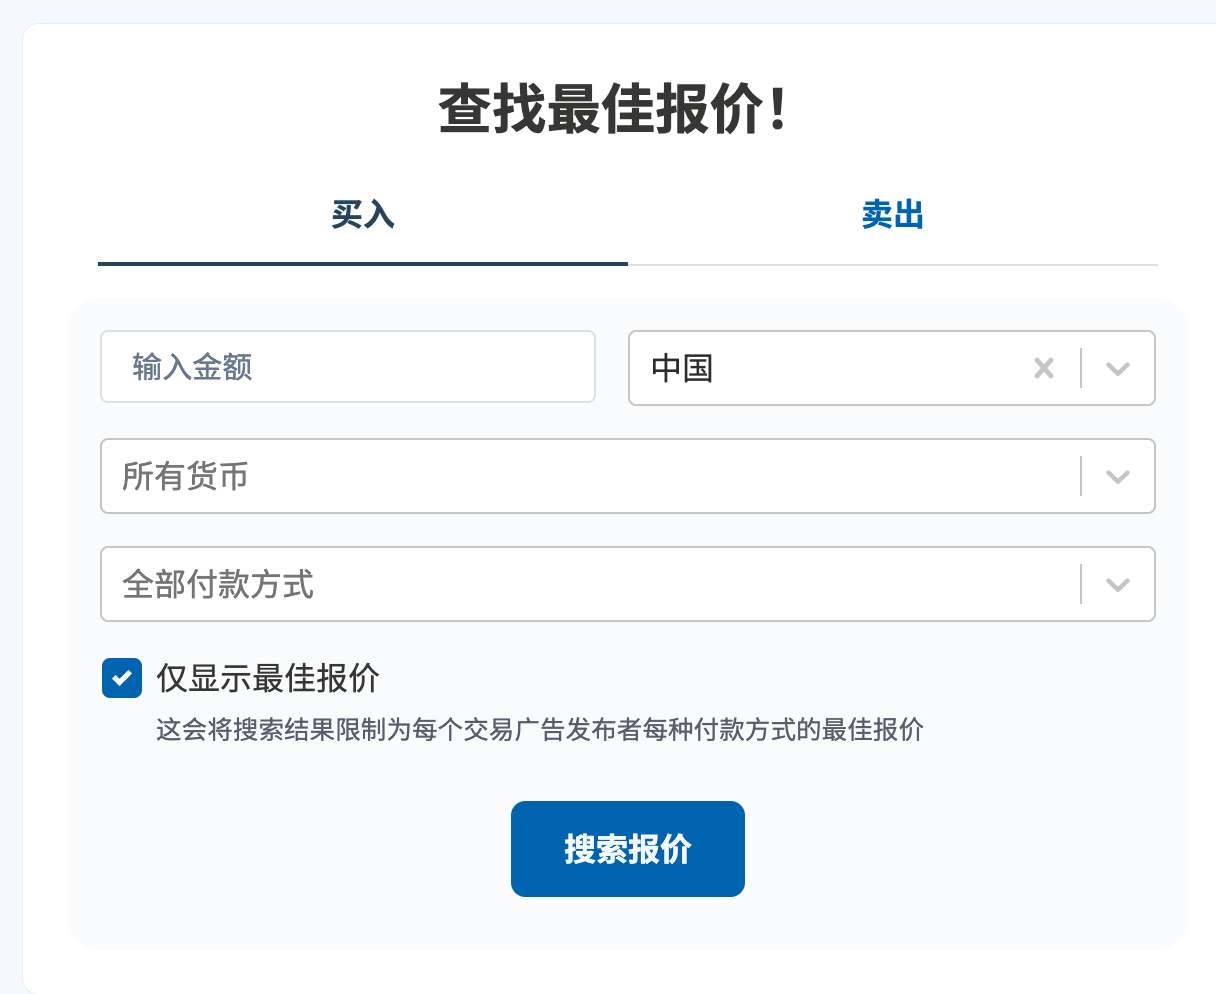 查找最佳报价！
买入
卖出
输入金额
中国
所有货币
全部付款方式
仅显示最佳报价
这会将搜索结果限制为每个交易广告发布者每种付款方式的最佳报价
搜索报价